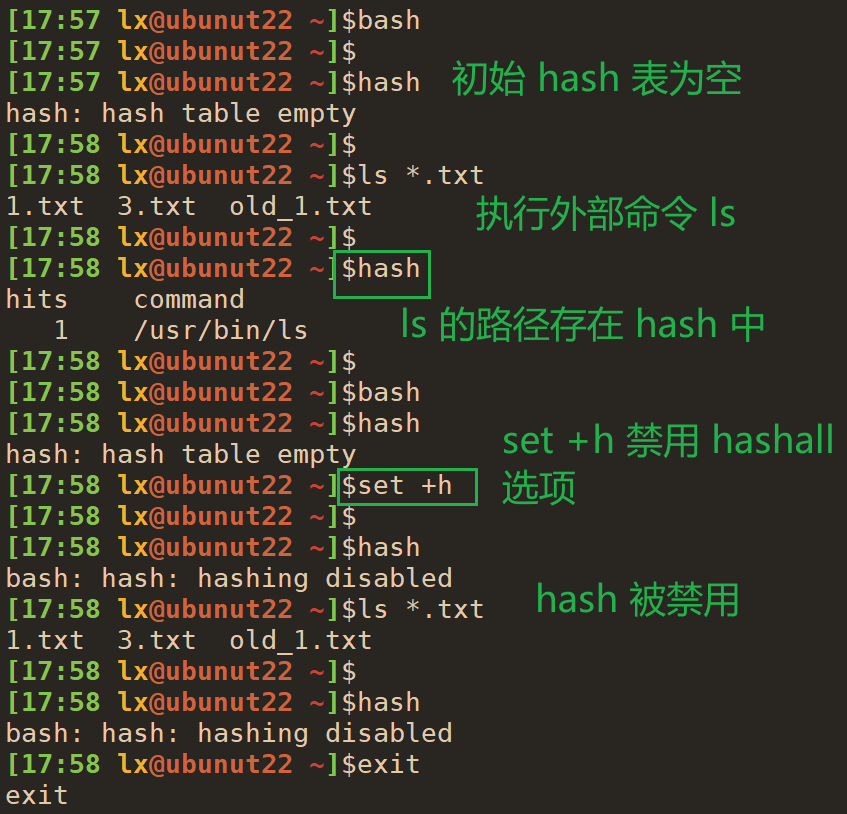 [17:57 lx@ubunut22 ~]$bash
[17:57 lx@ubunut22 ~]$
[17:57 lx@ubunut22 ~]$hash 初始 hash 表为空
hash: hash table empty
[17:58 lx@ubunut22 ~]$
[17:58 lx@ubunut22 ~]$ls *.txt
1.txt  3.txt  old_1.txt 执行外部命令 ls
[17:58 lx@ubunut22 ~]$
[17:58 lx@ubunut22 ~]$hash
hits    command
   1    /usr/bin/ls ls 的路径存在 hash 中
[17:58 lx@ubunut22 ~]$
[17:58 lx@ubunut22 ~]$bash
[17:58 lx@ubunut22 ~]$hash
hash: hash table empty set +h 禁用 hashall
[17:58 lx@ubunut22 ~]$set +h 选项
[17:58 lx@ubunut22 ~]$
[17:58 lx@ubunut22 ~]$hash
bash: hash: hashing disabled
[17:58 lx@ubunut22 ~]$ls *.txt hash 被禁用
1.txt  3.txt  old_1.txt
[17:58 lx@ubunut22 ~]$
[17:58 lx@ubunut22 ~]$hash
bash: hash: hashing disabled
[17:58 lx@ubunut22 ~]$exit
exit